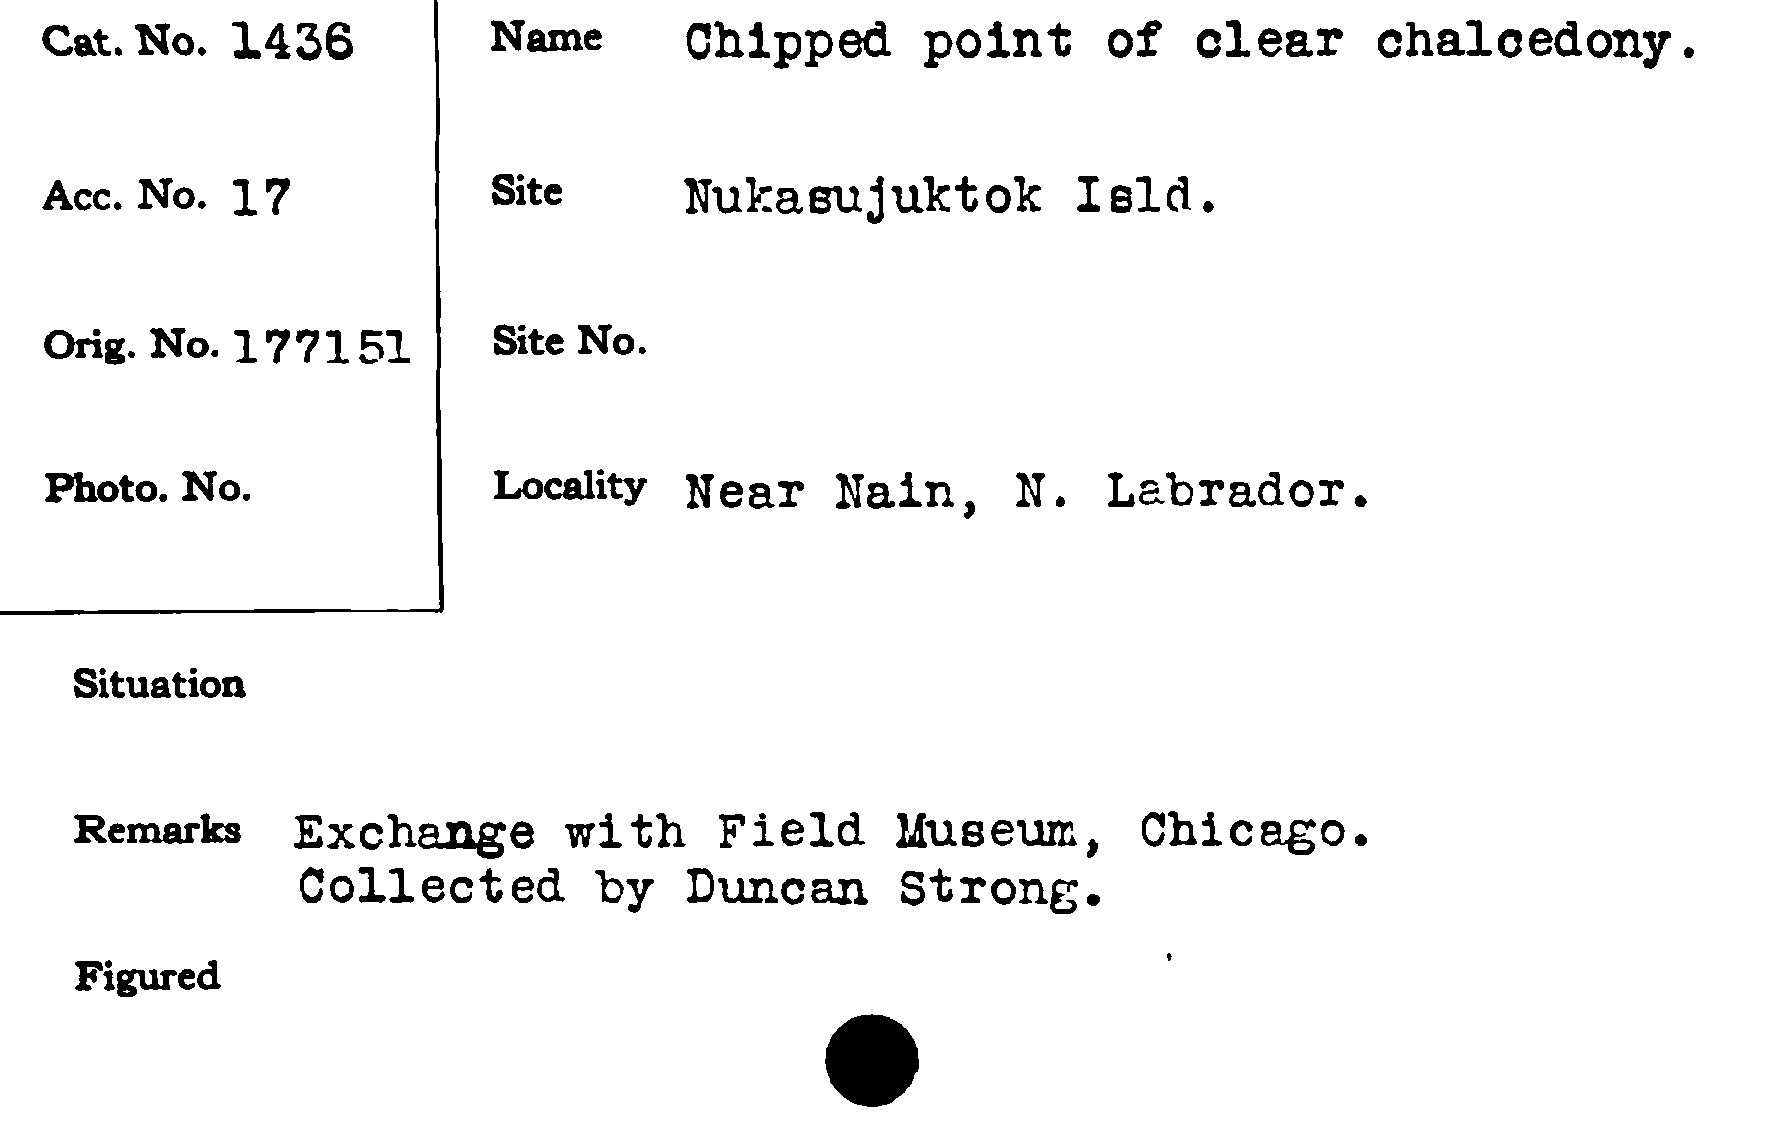 Cat. No. 1436
Name Chipped point of clear chalcedony.
Acc. No. 17
Site Nukasujuktok Isld.
Orig. No. 177151
Site No.
Photo. No.
Locality Near Nain, N. Labrador.
Situation
Remarks Exchange with Field Museum, Chicago.
Collected by Duncan Strong.
Figured